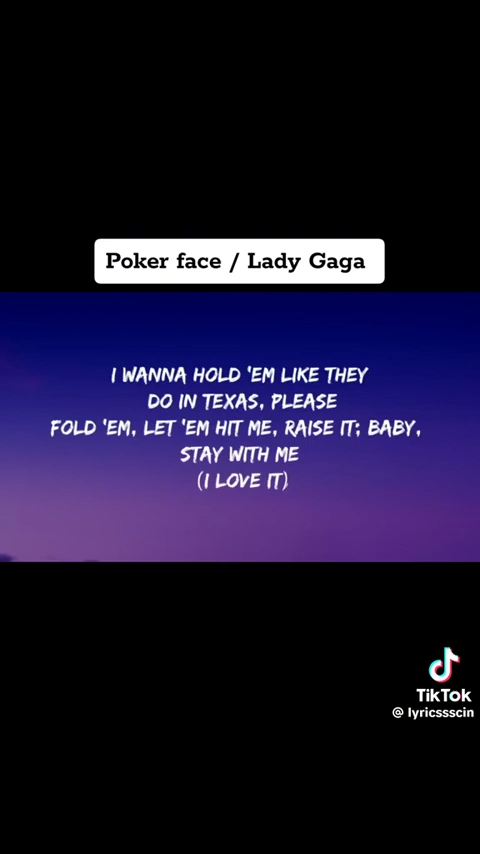 Poker face / Lady Gaga
I WANNA HOLD 'EM LIKE THEY
DO IN TEXAS, PLEASE
FOLD 'EM, LET 'EM HIT ME, RAISE IT; BABY,
STAY WITH ME
(I LOVE IT)
TikTok
@ lyricssscin